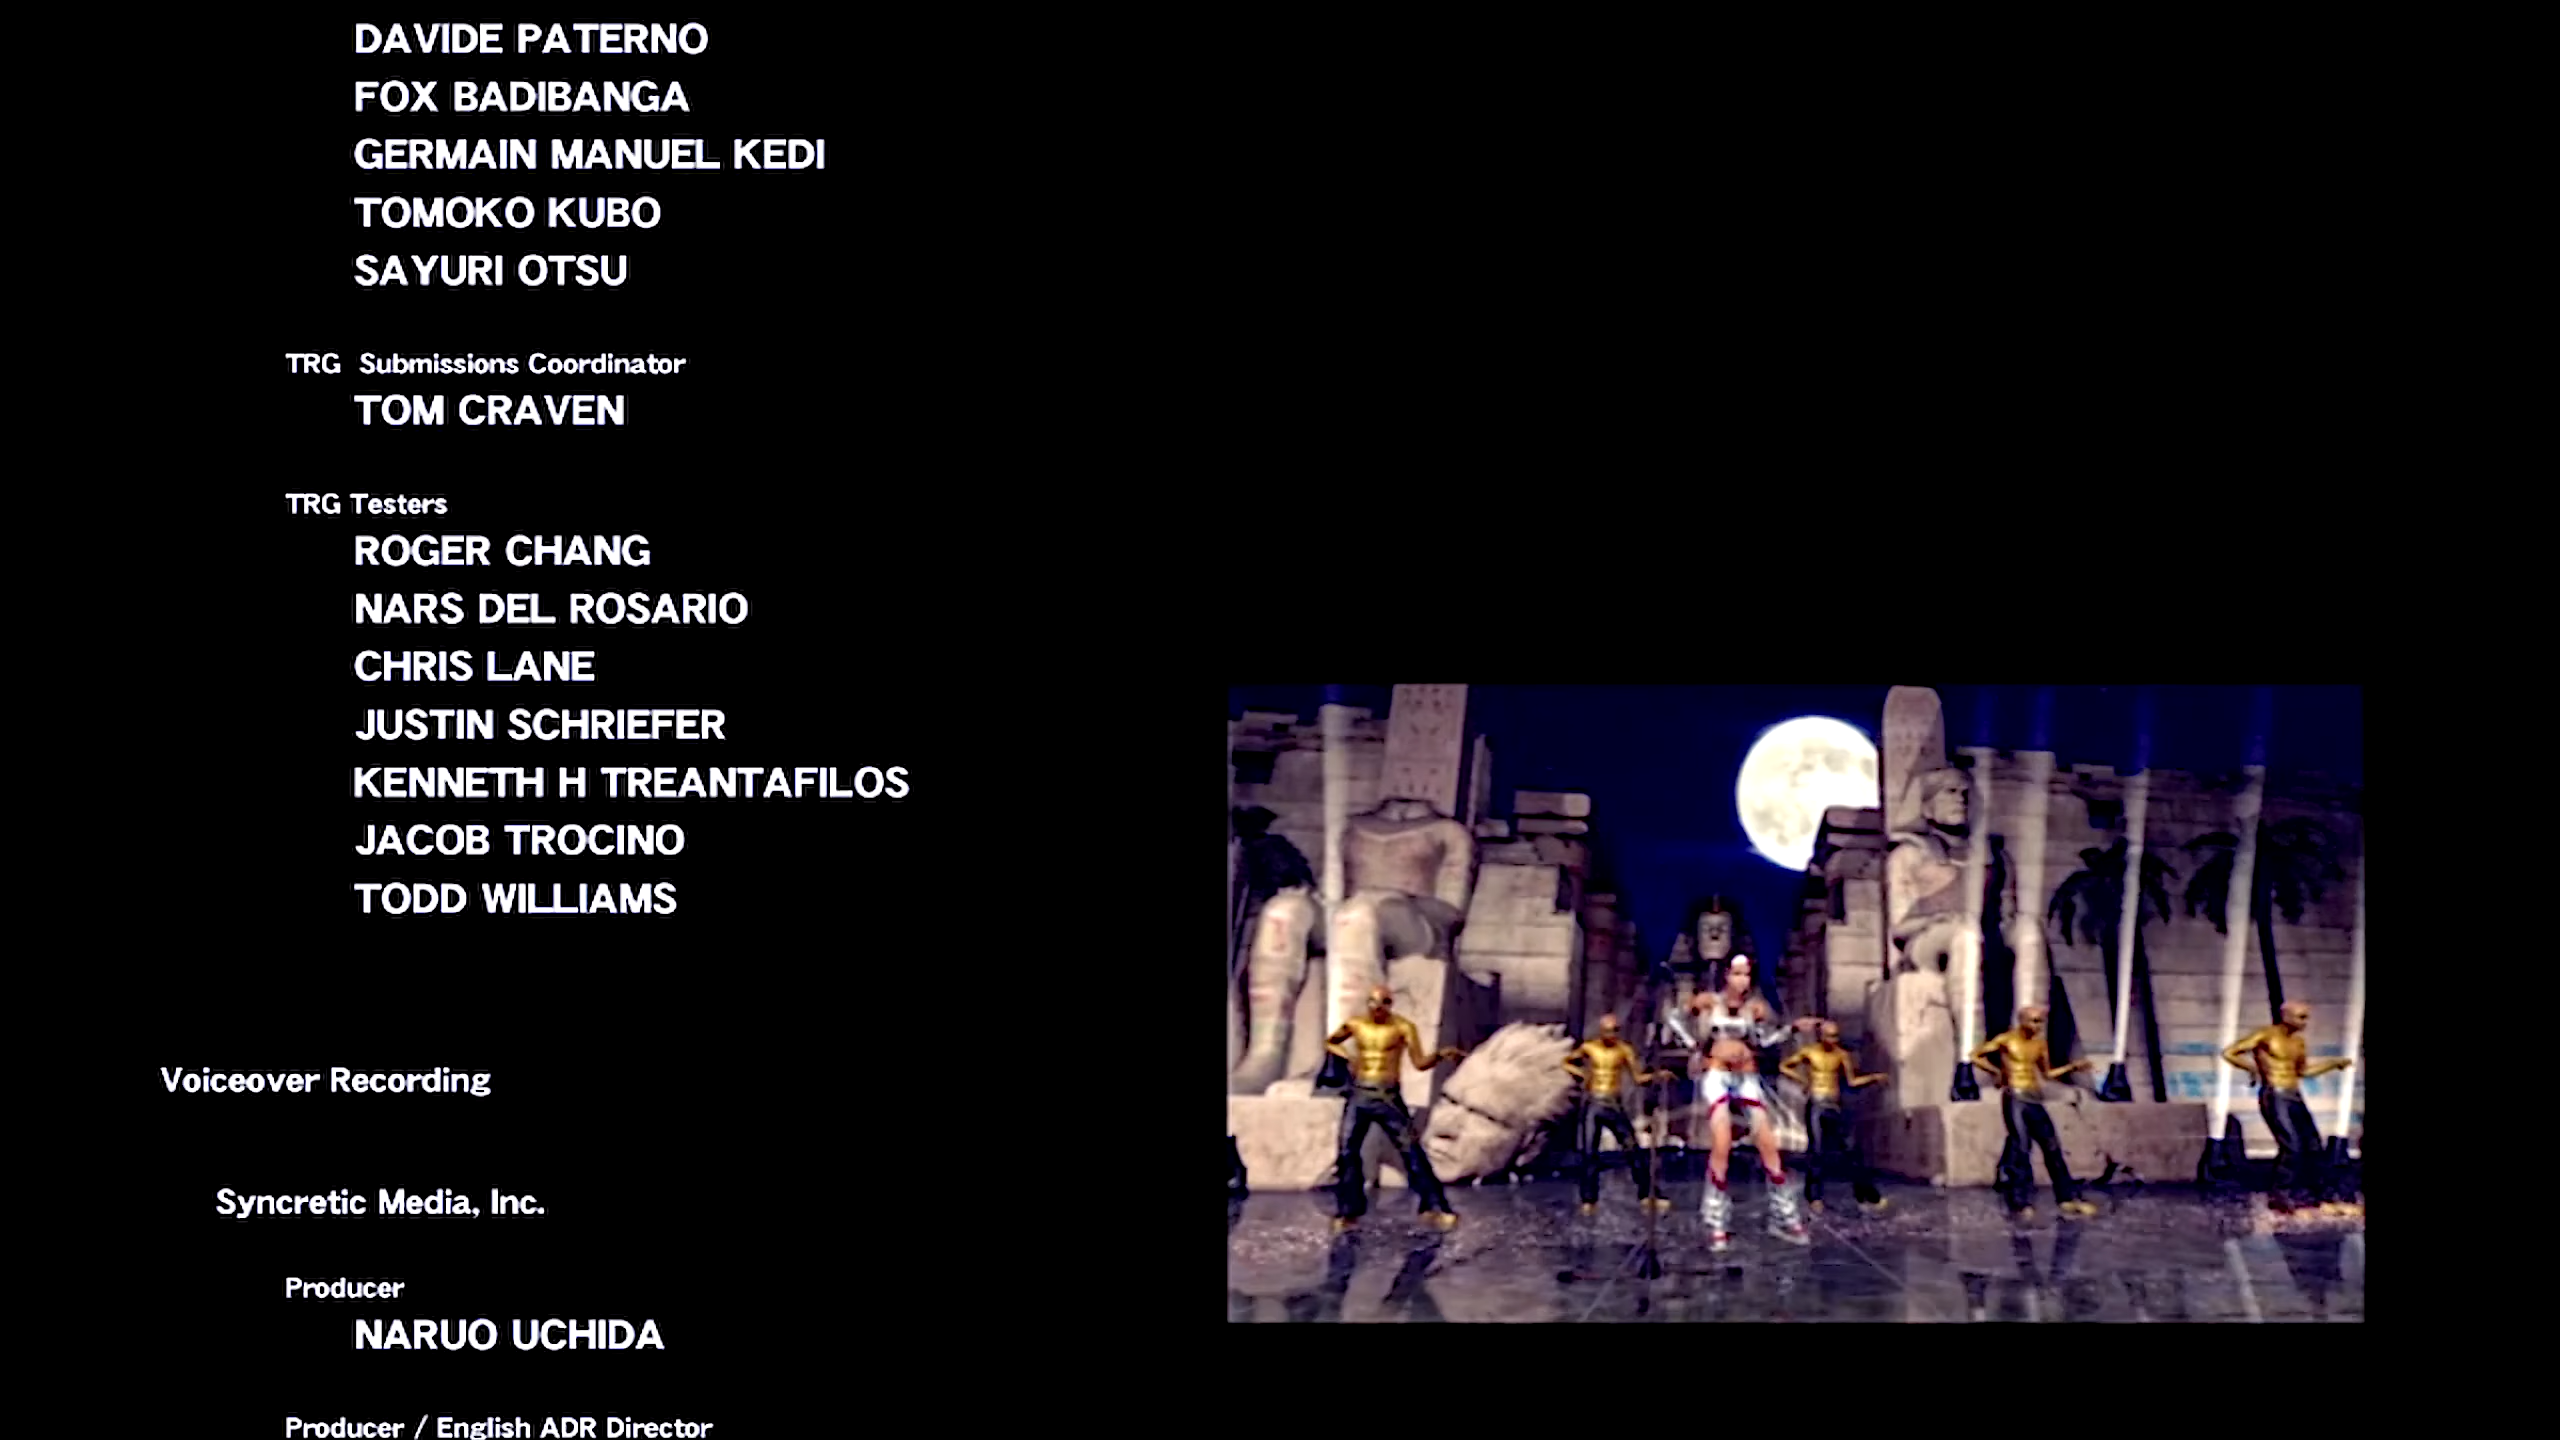 DAVIDE PATERNO
FOX BADIBANGA
GERMAIN MANUEL KEDI
TOMOKO KUBO
SAYURI OTSU
TRG Submissions Coordinator
TOM CRAVEN
TRG Testers
ROGER CHANG
NARS DEL ROSARIO
CHRIS LANE
JUSTIN SCHRIEFER
KENNETH H TREANTAFILOS
JACOB TROCINO
TODD WILLIAMS
Voiceover Recording
Syncretic Media, Inc.
Producer
NARUO UCHIDA
Producer / English ADR Director